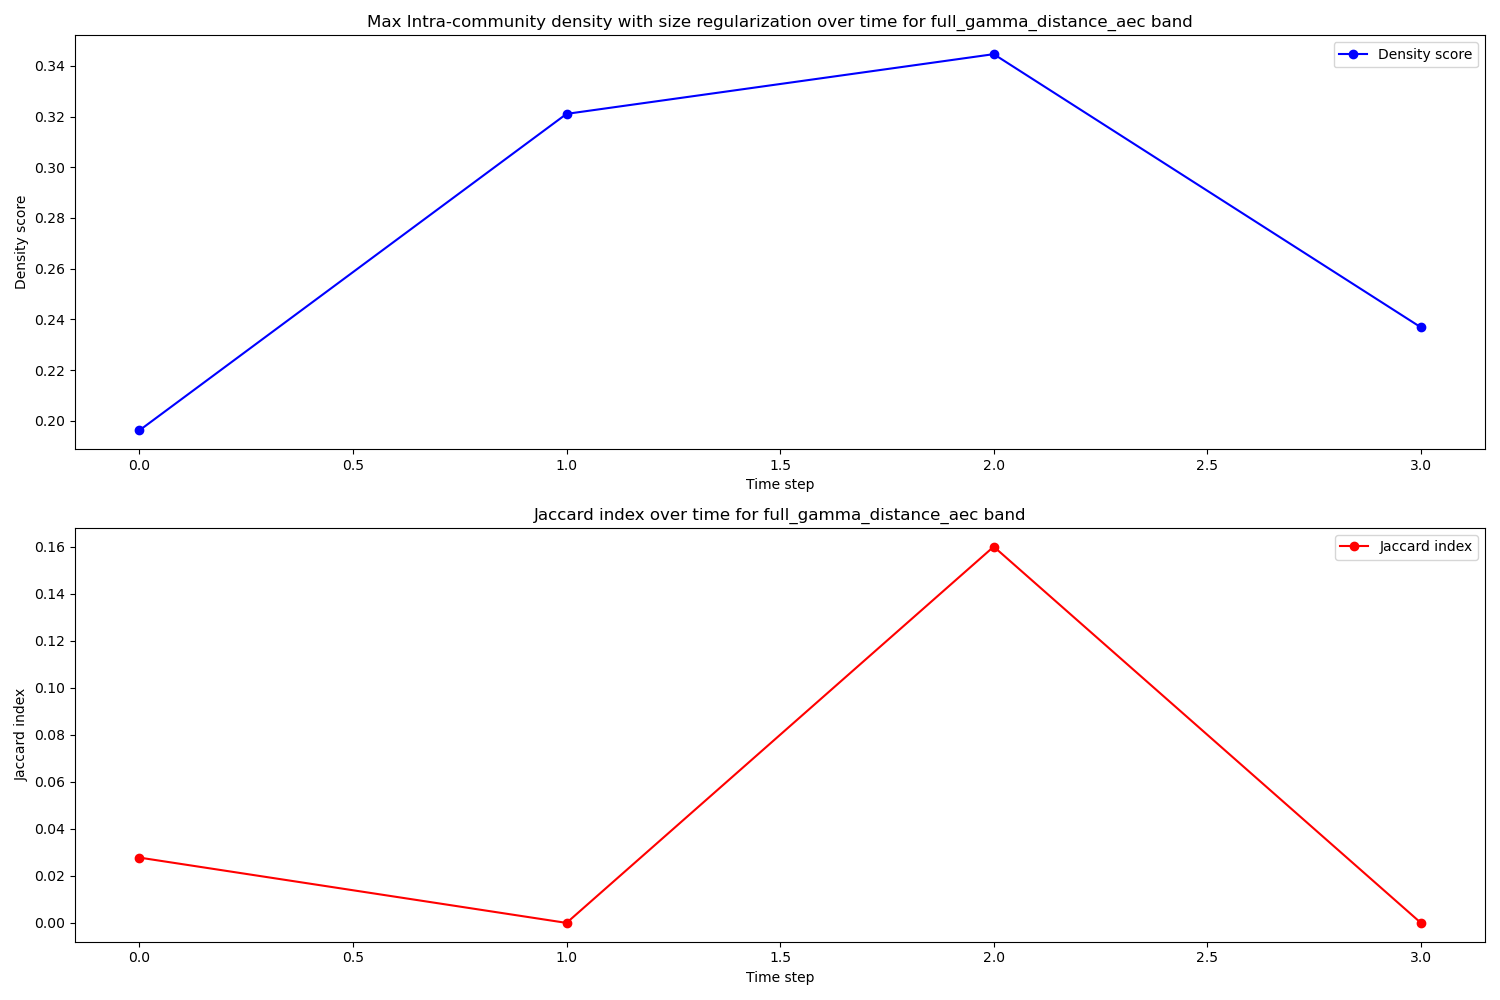 Max Intra-community density with size regularization over time for full_gamma_distance_aec band
Density score
0.34
0.32
0.30
0.28
0.26
0.24
0.22
0.20
Density score
0.0 0.5 1.0 1.5 2.0 2.5 3.0
Time step
Jaccard index over time for full_gamma_distance_aec band
Jaccard index
0.16
0.14
0.12
0.10
0.08
0.06
0.04
0.02
0.00
Jaccard index
0.0 0.5 1.0 1.5 2.0 2.5 3.0
Time step